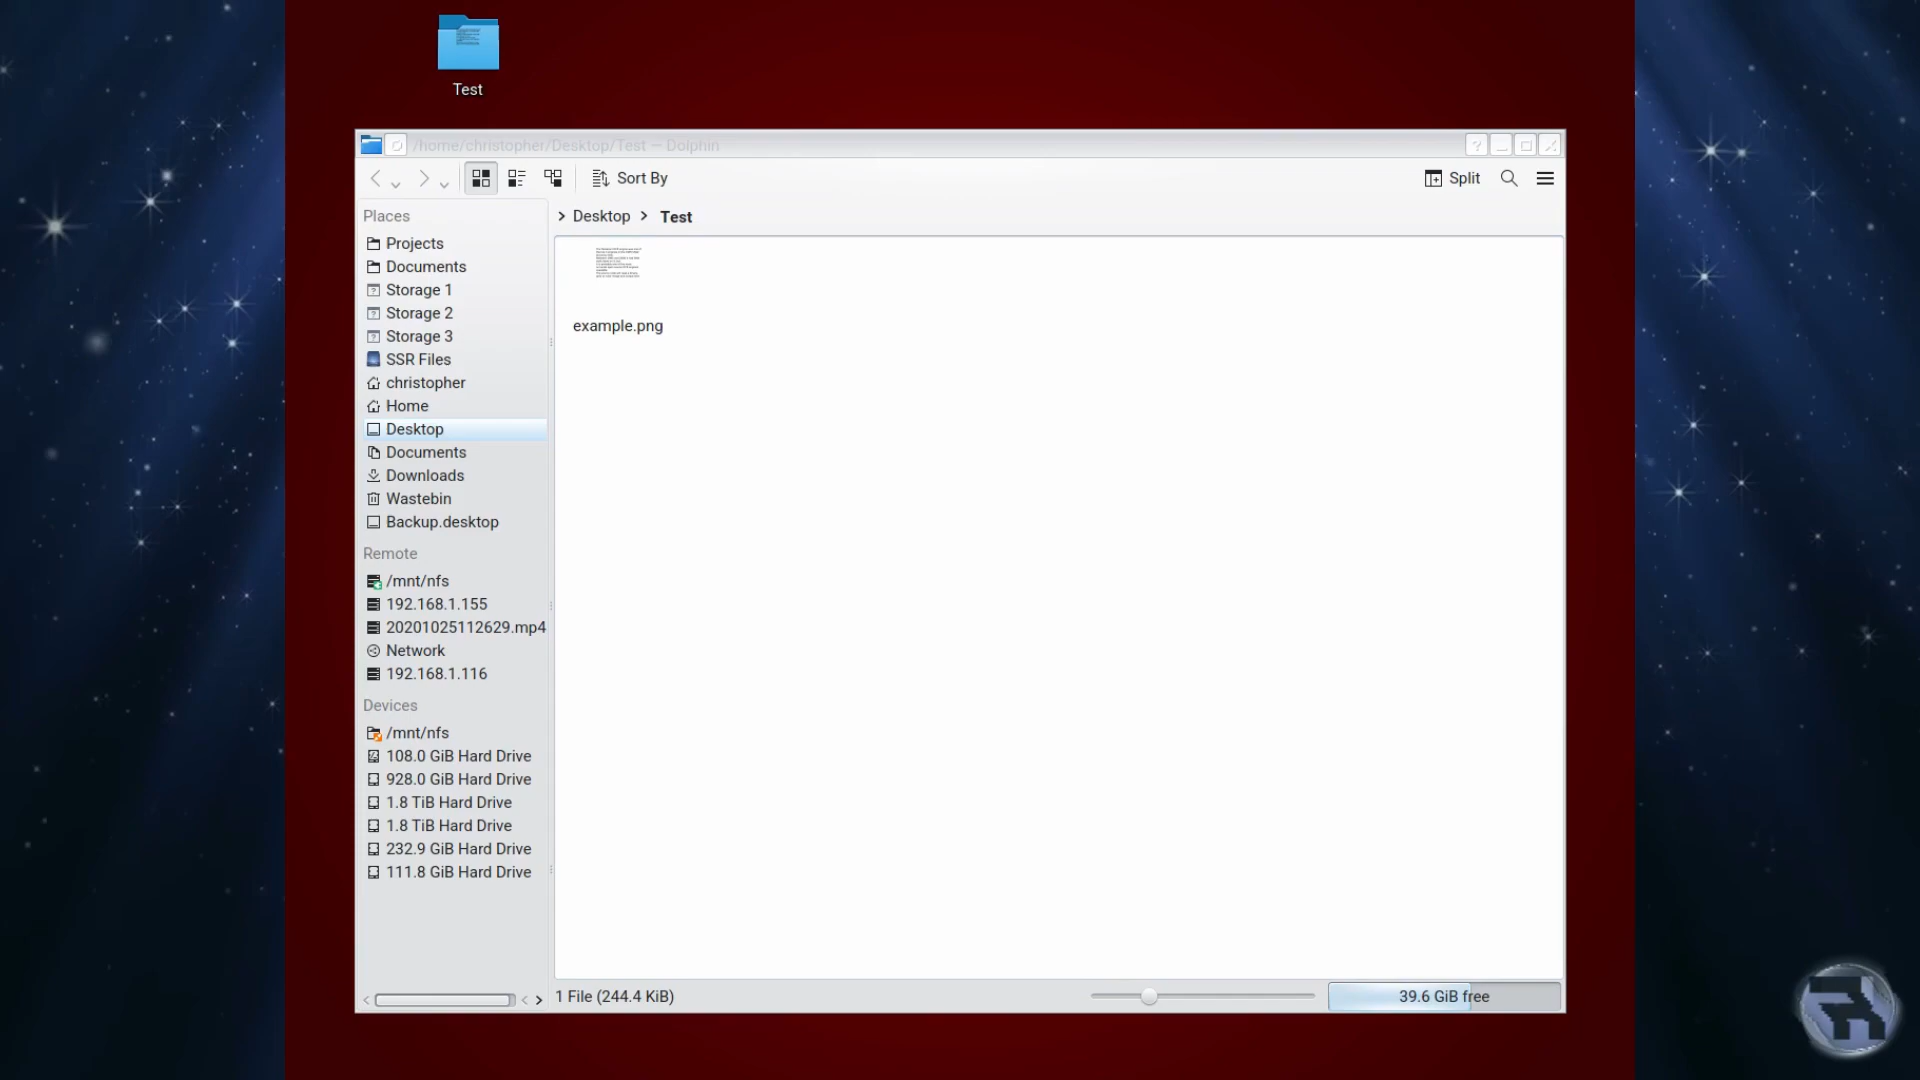 Test
/home/christopher/Desktop/Test — Dolphin
Sort By
Split
Places
Projects
Documents
Storage 1
Storage 2
Storage 3
SSR Files
christopher
Home
Desktop
Documents
Downloads
Wastebin
Backup.desktop
Remote
/mnt/nfs
192.168.1.155
20201025112629.mp4
Network
192.168.1.116
Devices
/mnt/nfs
108.0 GiB Hard Drive
928.0 GiB Hard Drive
1.8 TiB Hard Drive
1.8 TiB Hard Drive
232.9 GiB Hard Drive
111.8 GiB Hard Drive
> Desktop > Test
example.png
1 File (244.4 KiB)
39.6 GiB free